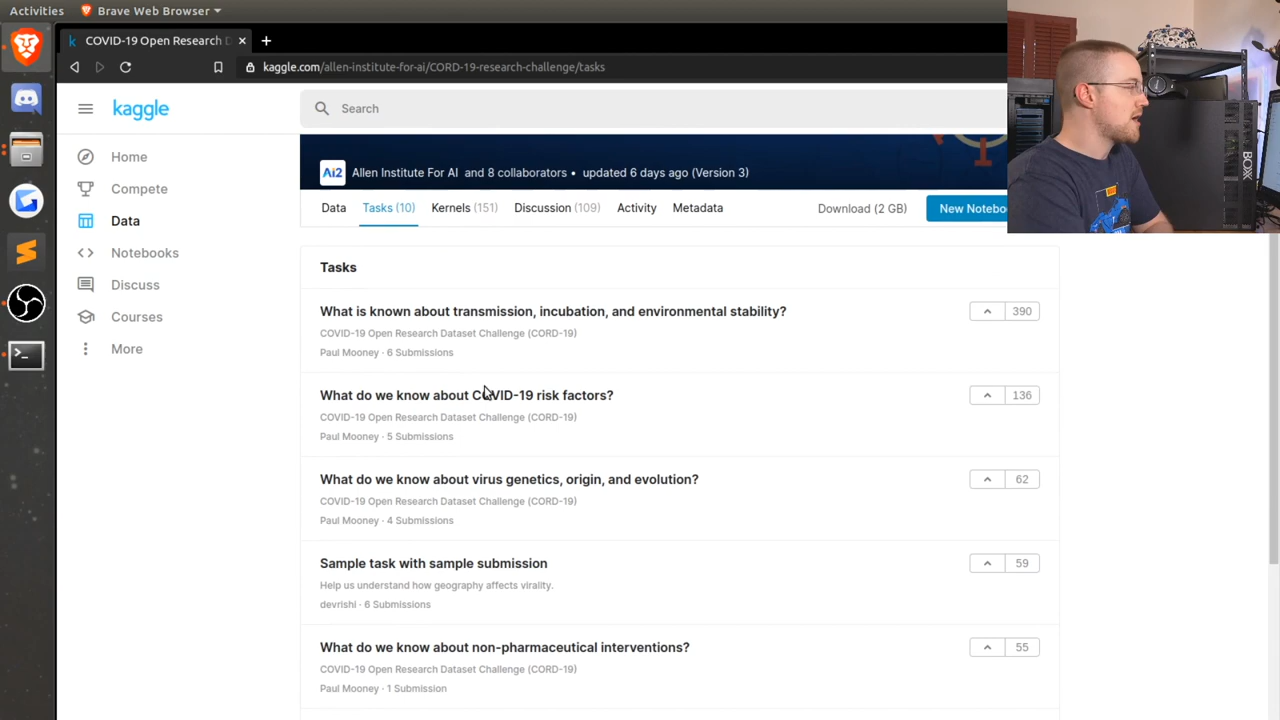 Activities Brave Web Browser
COVID-19 Open Research D
kaggle.com/allen-institute-for-ai/CORD-19-research-challenge/tasks
kaggle
Search
Home
Compete
Data
Notebooks
Discuss
Courses
More
Ai2 Allen Institute For AI and 8 collaborators • updated 6 days ago (Version 3)
Data Tasks (10) Kernels (151) Discussion (109) Activity Metadata Download (2 GB) New Notebo
Tasks
What is known about transmission, incubation, and environmental stability? 390
COVID-19 Open Research Dataset Challenge (CORD-19)
Paul Mooney · 6 Submissions
What do we know about COVID-19 risk factors? 136
COVID-19 Open Research Dataset Challenge (CORD-19)
Paul Mooney · 5 Submissions
What do we know about virus genetics, origin, and evolution? 62
COVID-19 Open Research Dataset Challenge (CORD-19)
Paul Mooney · 4 Submissions
Sample task with sample submission 59
Help us understand how geography affects virality.
devrishi · 6 Submissions
What do we know about non-pharmaceutical interventions? 55
COVID-19 Open Research Dataset Challenge (CORD-19)
Paul Mooney · 1 Submission
BOXX